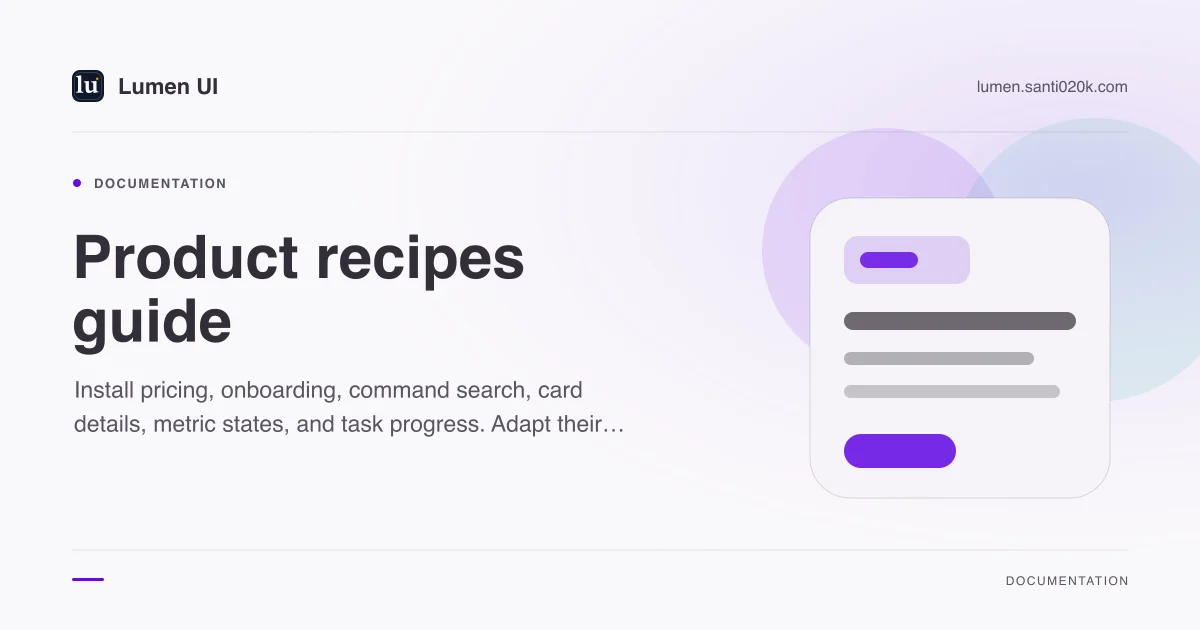 lu
Lumen UI
lumen.santi020k.com
DOCUMENTATION
Product recipes
guide
Install pricing, onboarding, command search, card
details, metric states, and task progress. Adapt their…
DOCUMENTATION